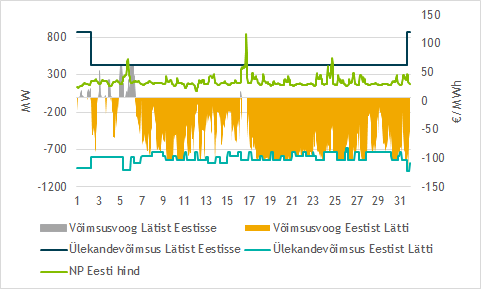 150
800
100
300
50
MW
-200
0
€/MWh
-50
-700
-100
-1200
-150
1 3 5 7 9 11 13 15 17 19 21 23 25 27 29 31
Võimsusvoog Lätist Eestisse
Võimsusvoog Eestist Lätti
Ülekandevõimsus Lätist Eestisse
Ülekandevõimsus Eestist Lätti
NP Eesti hind